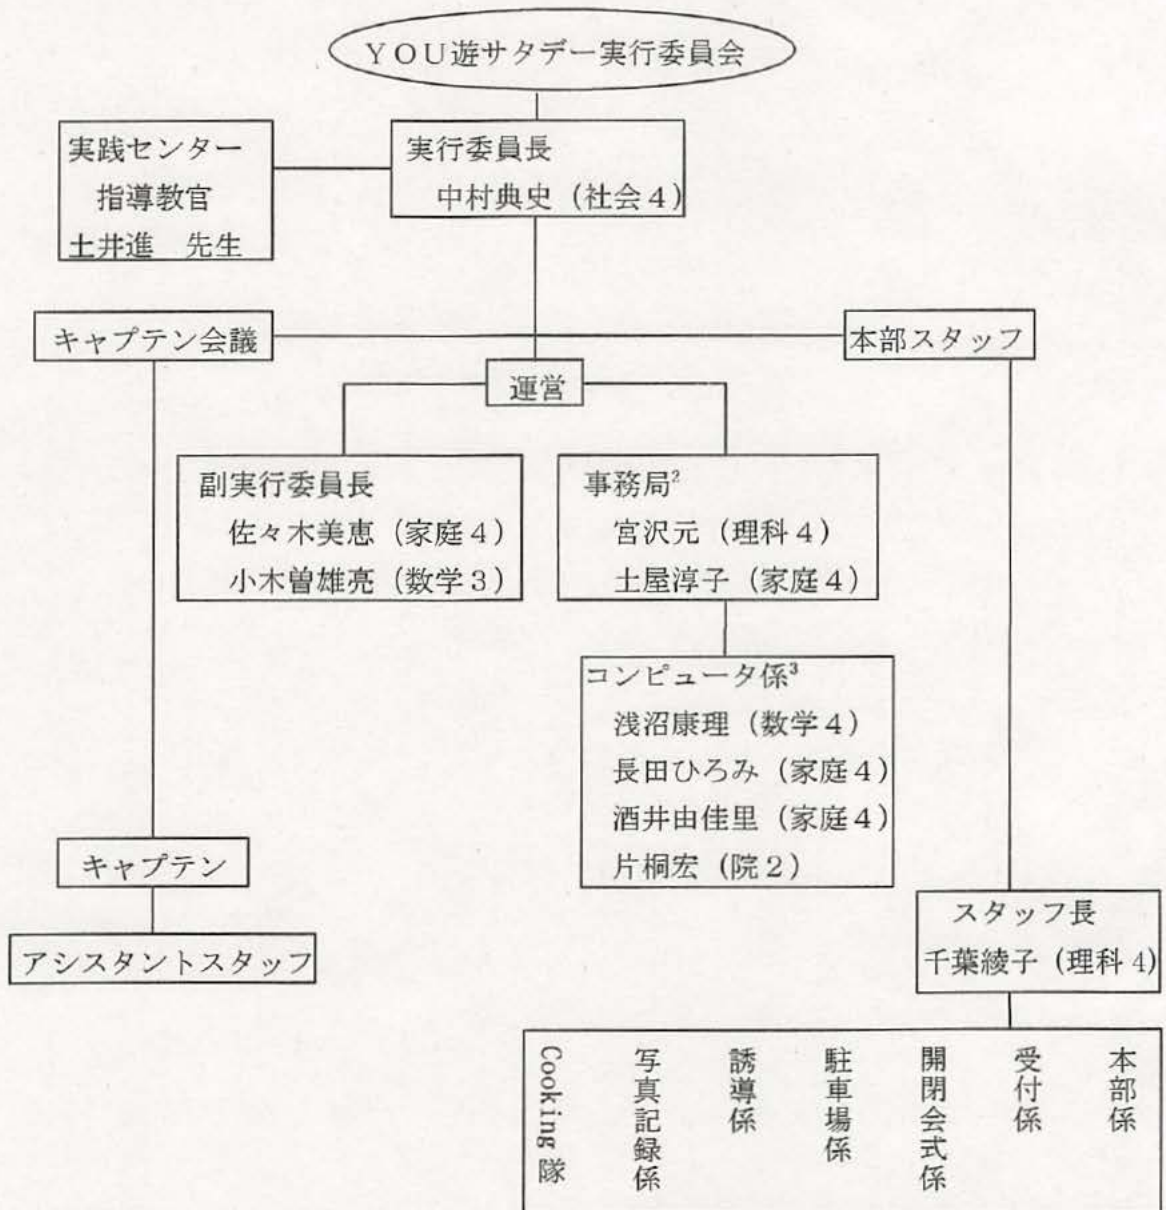 YOU遊サタデー実行委員会
実践センター
指導教官
土井進　先生
実行委員長
中村典史（社会4）
キャプテン会議
本部スタッフ
運営
副実行委員長
佐々木美恵（家庭4）
小木曽雄亮（数学3）
事務局²
宮沢元（理科4）
土屋淳子（家庭4）
コンピュータ係³
浅沼康理（数学4）
長田ひろみ（家庭4）
酒井由佳里（家庭4）
片桐宏（院2）
キャプテン
アシスタントスタッフ
スタッフ長
千葉綾子（理科4)
本部係
受付係
開閉会式係
駐車場係
誘導係
写真記録係
Cooking隊